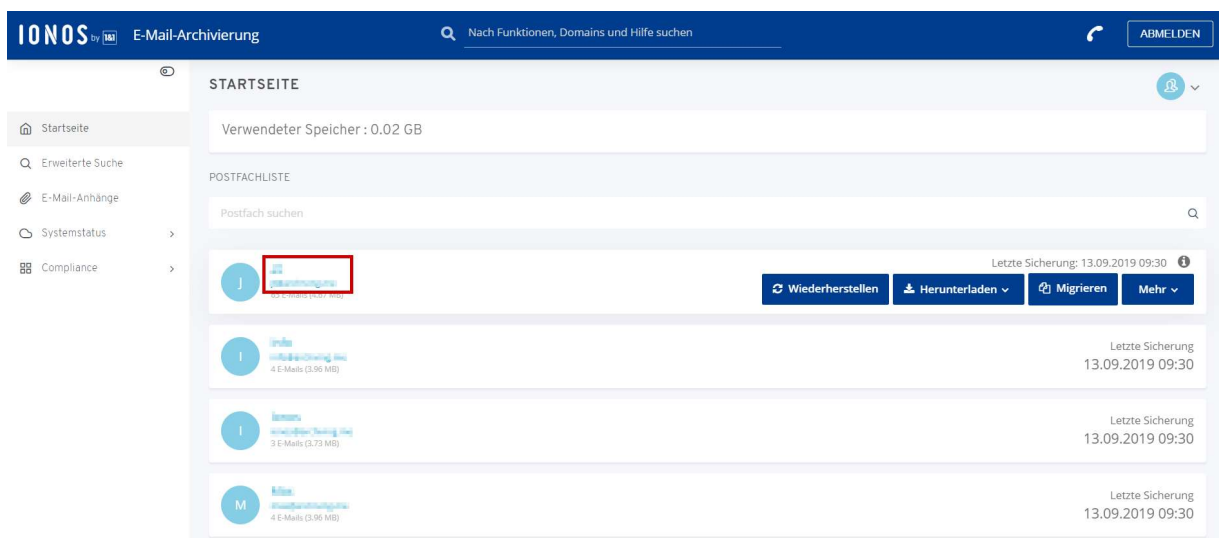 IONOS by 1&1 E-Mail-Archivierung
Nach Funktionen, Domains und Hilfe suchen
ABMELDEN
STARTSEITE
Startseite
Erweiterte Suche
E-Mail-Anhänge
Systemstatus
Compliance
Verwendeter Speicher : 0.02 GB
POSTFACHLISTE
Postfach suchen
J
E-Mails (4.07 MB)
Letzte Sicherung: 13.09.2019 09:30
Wiederherstellen
Herunterladen
Migrieren
Mehr
I
4 E-Mails (3.96 MB)
Letzte Sicherung
13.09.2019 09:30
I
3 E-Mails (3.73 MB)
Letzte Sicherung
13.09.2019 09:30
M
4 E-Mails (3.96 MB)
Letzte Sicherung
13.09.2019 09:30